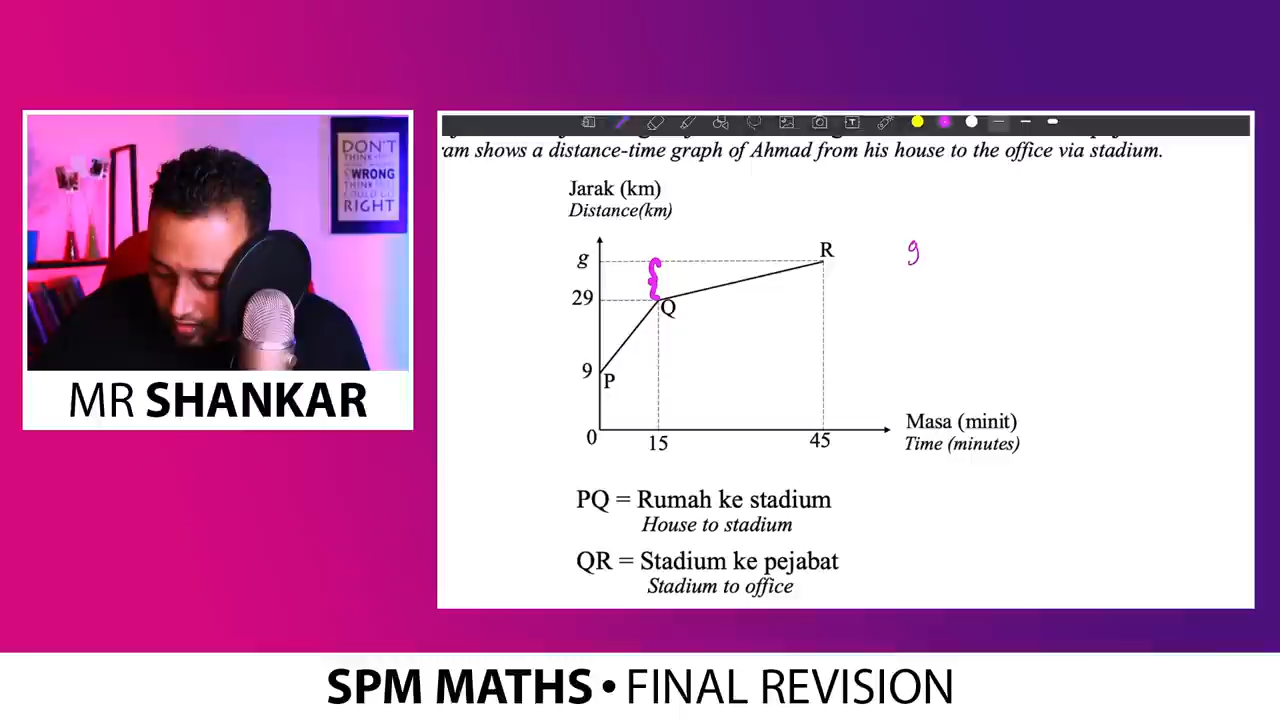 DON'T
THINK
WRONG
THINK
RIGHT
MR SHANKAR
ram shows a distance-time graph of Ahmad from his house to the office via stadium.
Jarak (km)
Distance(km)
g
R
g
29
Q
9
P
0
15
45
Masa (minit)
Time (minutes)
PQ = Rumah ke stadium
House to stadium
QR = Stadium ke pejabat
Stadium to office
SPM MATHS • FINAL REVISION